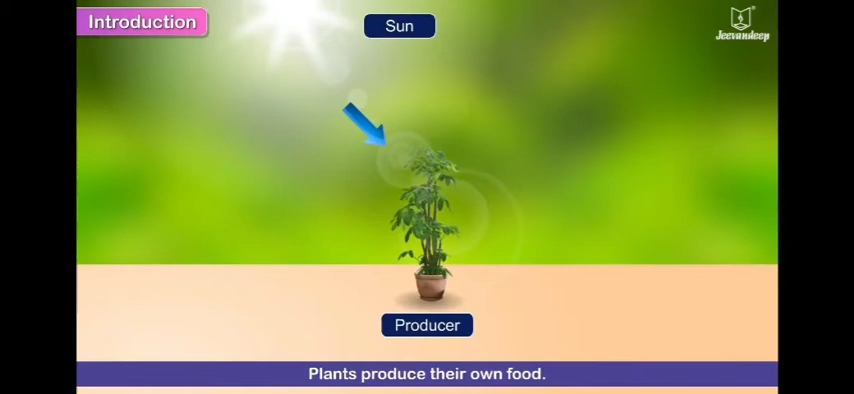 Introduction
Sun
Jeevandeep
Producer
Plants produce their own food.